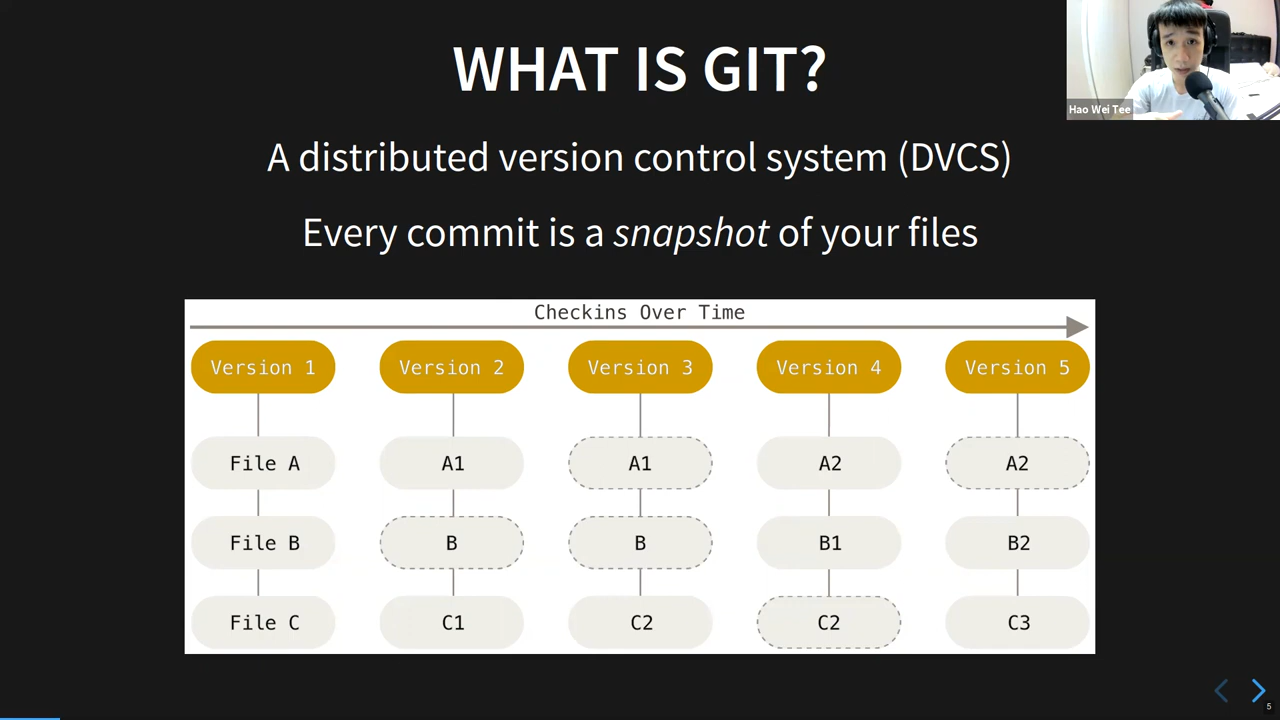 WHAT IS GIT?
Hao Wei Tee
A distributed version control system (DVCS)
Every commit is a snapshot of your files
Checkins Over Time
Version 1 Version 2 Version 3 Version 4 Version 5
File A A1 A1 A2 A2
File B B B B1 B2
File C C1 C2 C2 C3
5